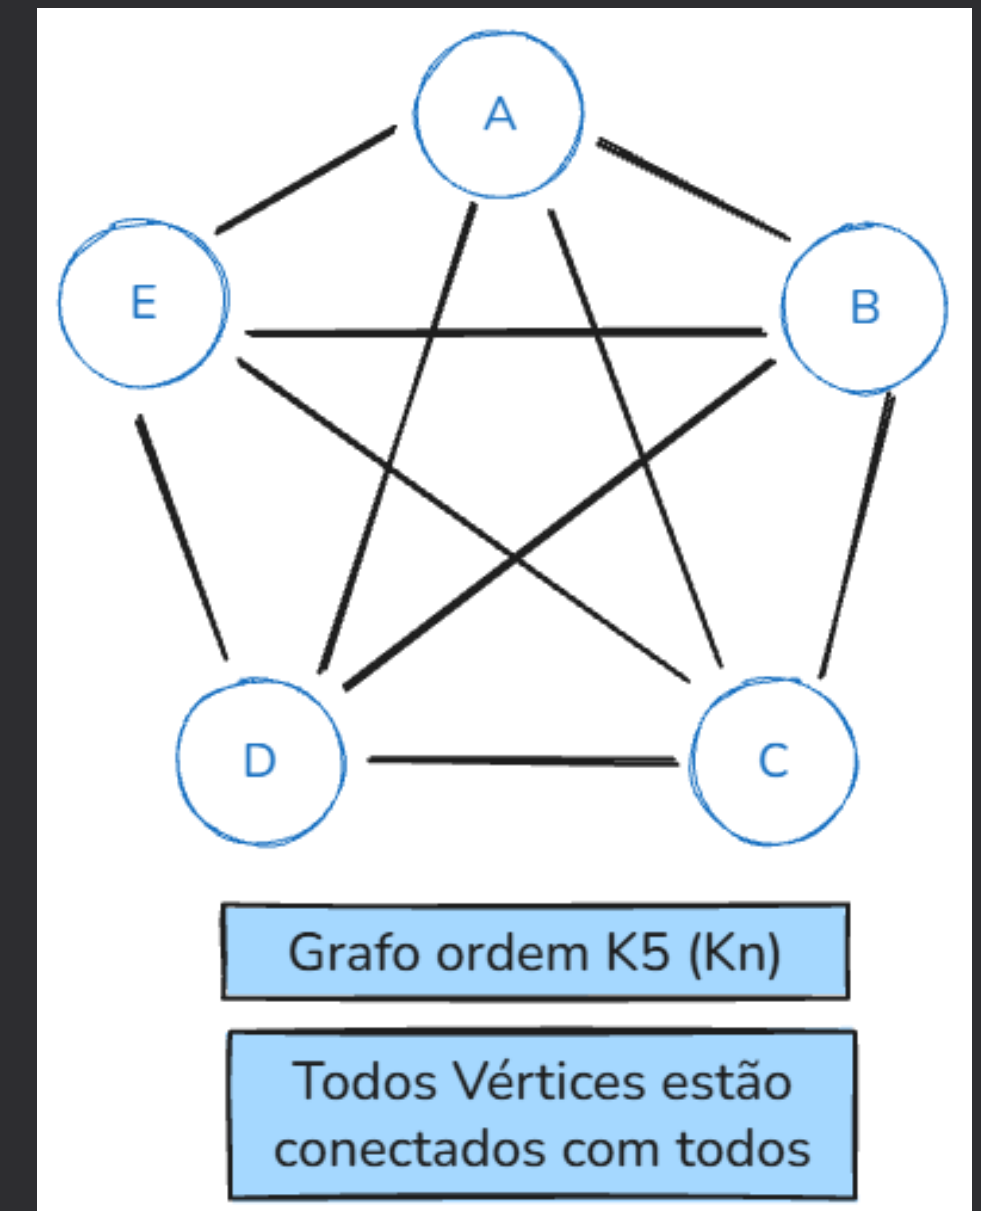 A
E
B
D
C
Grafo ordem K5 (Kn)
Todos Vértices estão
conectados com todos